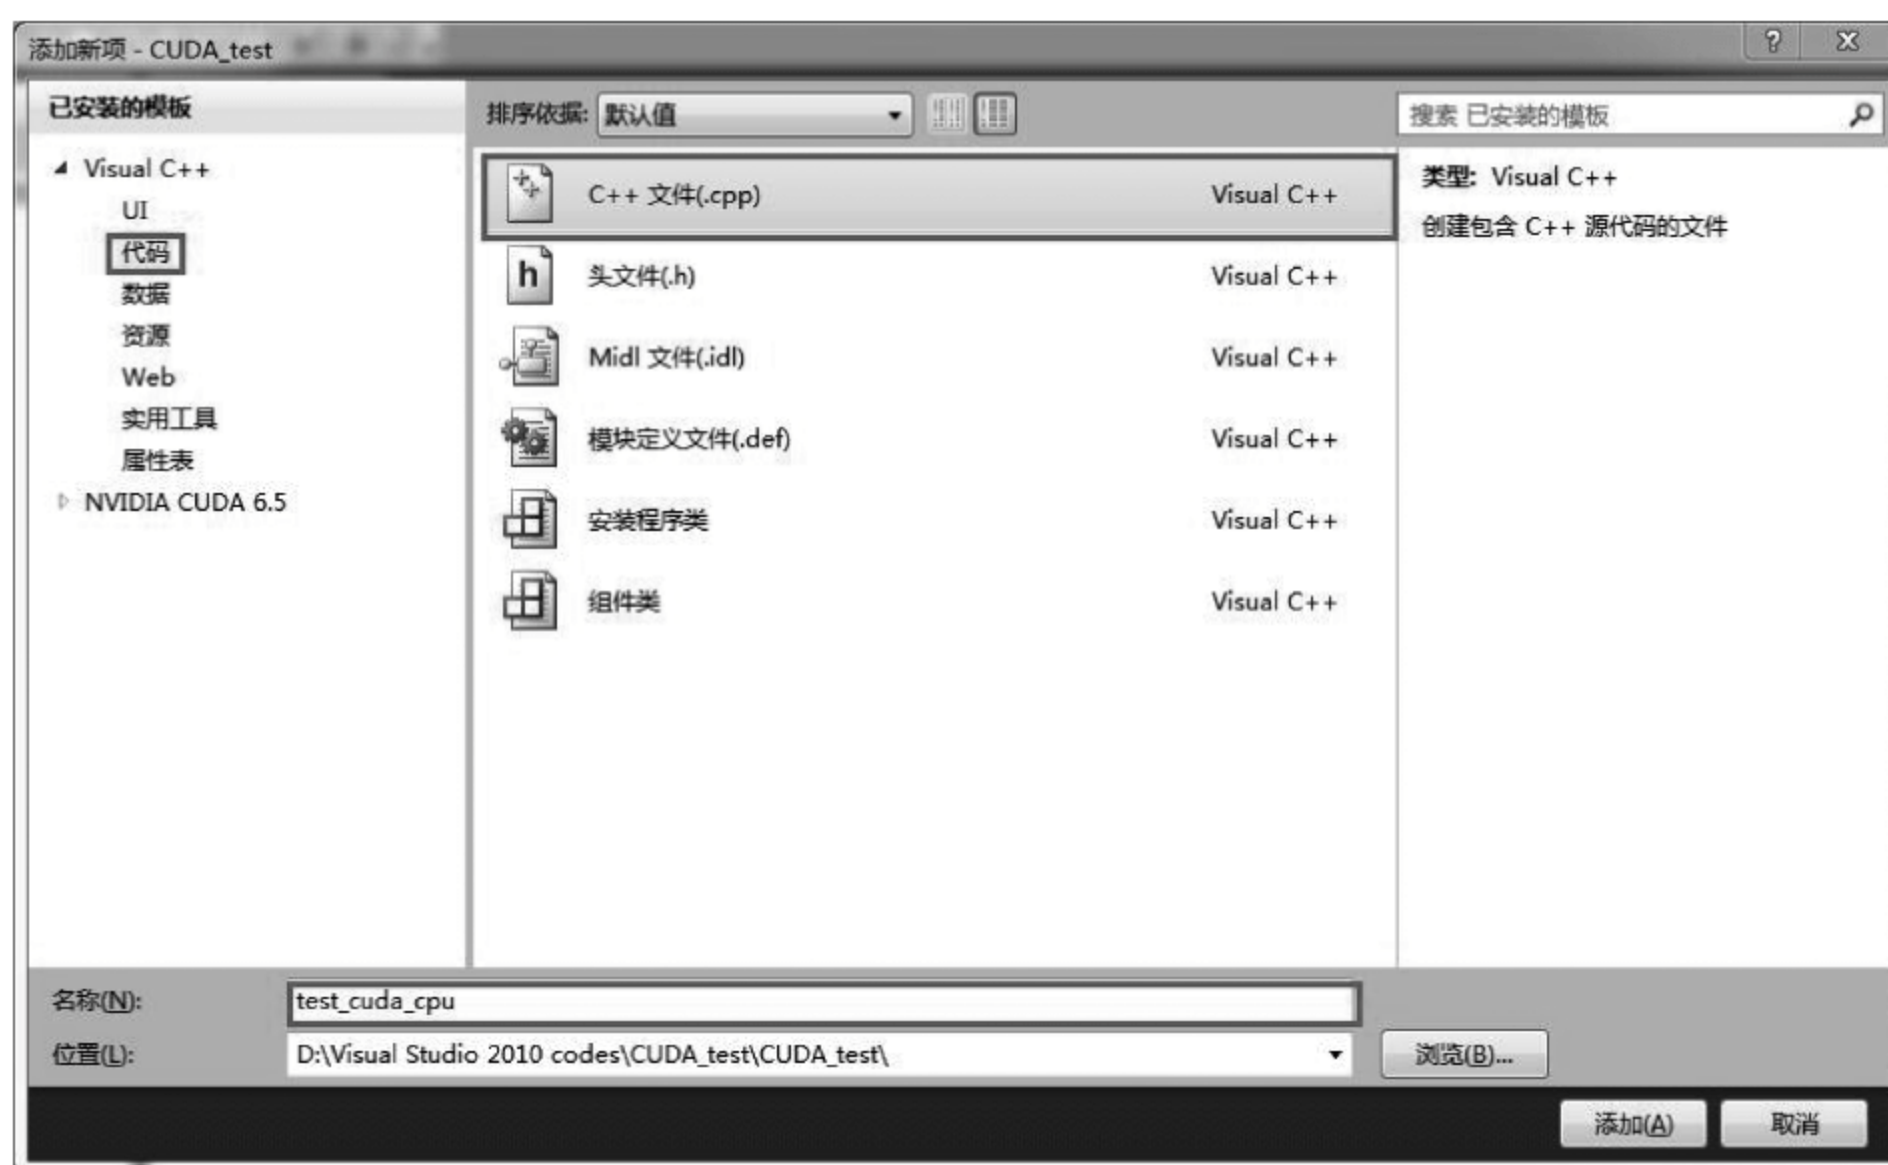 添加新项 - CUDA_test
已安装的模板
排序依据: 默认值
搜索 已安装的模板
Visual C++
UI
代码
数据
资源
Web
实用工具
属性表
NVIDIA CUDA 6.5
C++ 文件(.cpp) Visual C++
头文件(.h) Visual C++
Midl 文件(.idl) Visual C++
模块定义文件(.def) Visual C++
安装程序类 Visual C++
组件类 Visual C++
类型: Visual C++
创建包含 C++ 源代码的文件
名称(N): test_cuda_cpu
位置(L): D:\Visual Studio 2010 codes\CUDA_test\CUDA_test\
浏览(B)...
添加(A) 取消